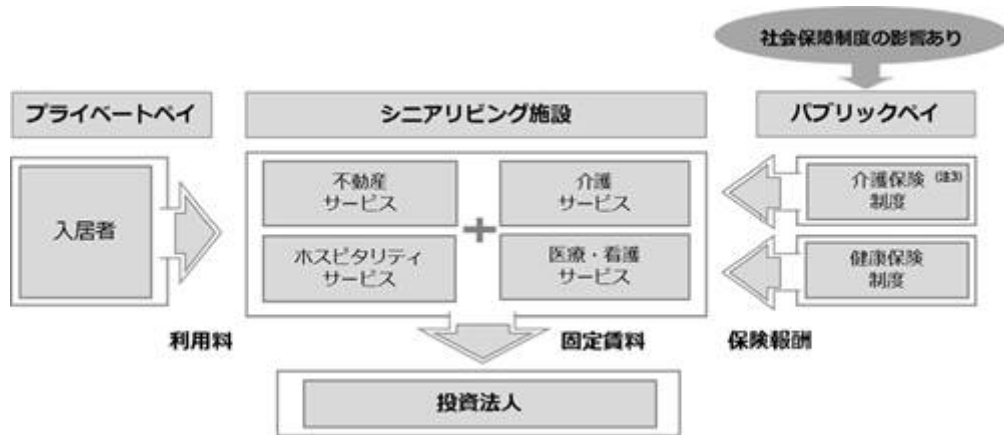 社会保障制度の影響あり
プライベートペイ
シニアリビング施設
パブリックペイ
入居者
不動産
サービス
介護
サービス
ホスピタリティ
サービス
+
医療・看護
サービス
介護保険 (注3)
制度
健康保険
制度
利用料
固定賃料
保険報酬
投資法人